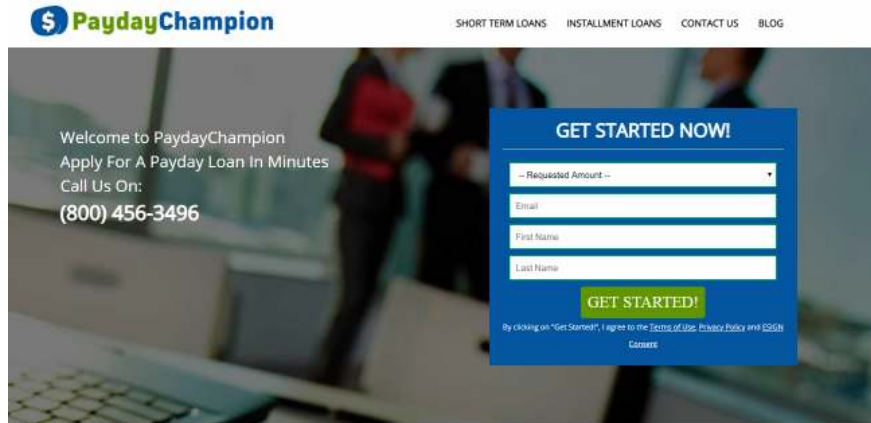 $ PaydayChampion
SHORT TERM LOANS INSTALLMENT LOANS CONTACT US BLOG
Welcome to PaydayChampion
Apply For A Payday Loan In Minutes
Call Us On:
(800) 456-3496
GET STARTED NOW!
-- Requested Amount --
Email
First Name
Last Name
GET STARTED!
By clicking on "Get Started!", I agree to the Terms of Use, Privacy Policy and ESIGN
Consent